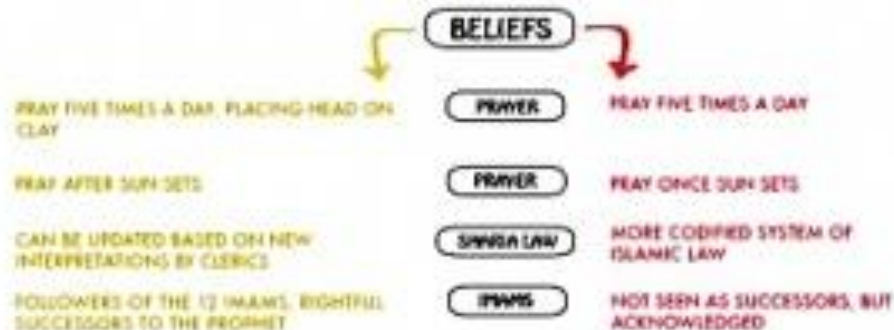 BELIEFS
PRAY FIVE TIMES A DAY, PLACING HEAD ON
CLAY
PRAYER
PRAY FIVE TIMES A DAY
PRAY AFTER SUN SETS
PRAYER
PRAY ONCE SUN SETS
CAN BE UPDATED BASED ON NEW
INTERPRETATIONS BY CLERICS
SHARIA LAW
MORE CODIFIED SYSTEM OF
ISLAMIC LAW
FOLLOWERS OF THE 12 IMAMS, RIGHTFUL
SUCCESSORS TO THE PROPHET
IMAMS
NOT SEEN AS SUCCESSORS, BUT
ACKNOWLEDGED